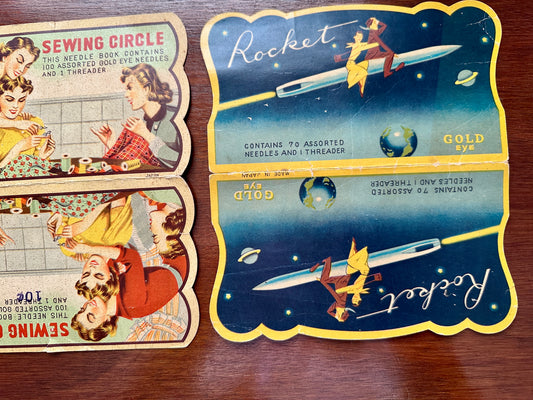 SEWING CIRCLE
THIS NEEDLE BOOK CONTAINS
100 ASSORTED GOLD EYE NEEDLES
AND 1 THREADER
JAPAN
10¢
AND 1 THREADER
100 ASSORTED GO
THIS NEEDLE BOO
SEWING C
Rocket
CONTAINS 70 ASSORTED
NEEDLES AND 1 THREADER
GOLD
EYE
MADE IN JAPAN
CONTAINS 70 ASSORTED
NEEDLES AND 1 THREADER
GOLD
EYE
Rocket